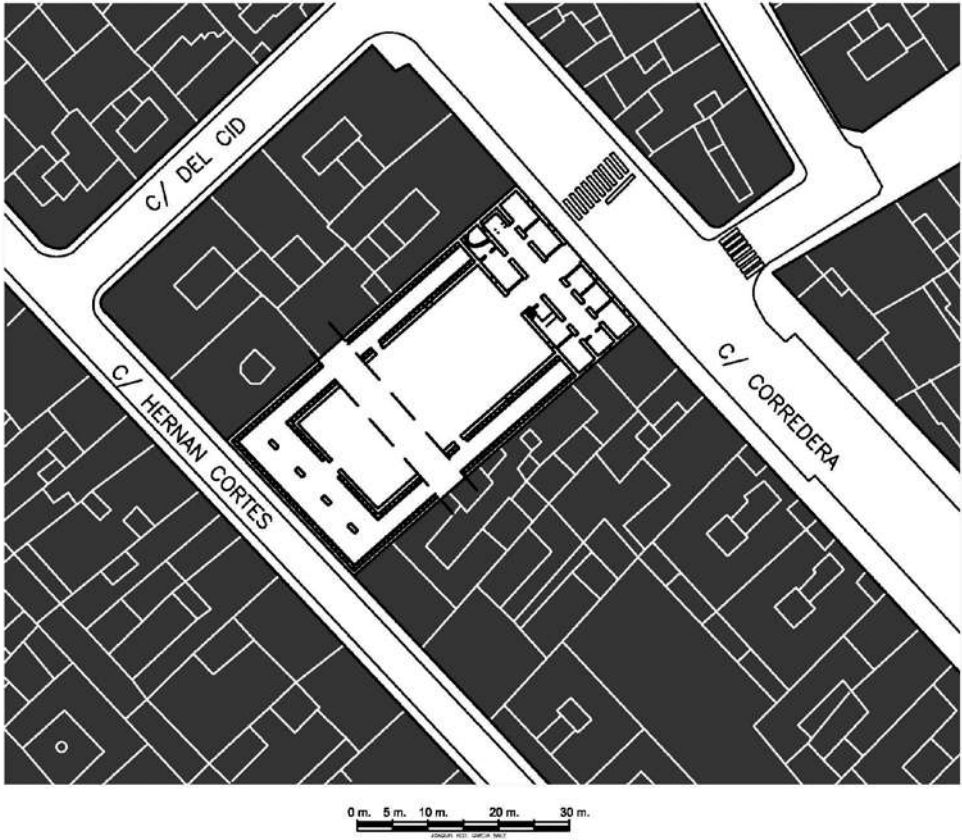 C/ DEL CID
C/ HERNAN CORTES
C/ CORREDERA
0 m. 5 m. 10 m. 20 m. 30 m.